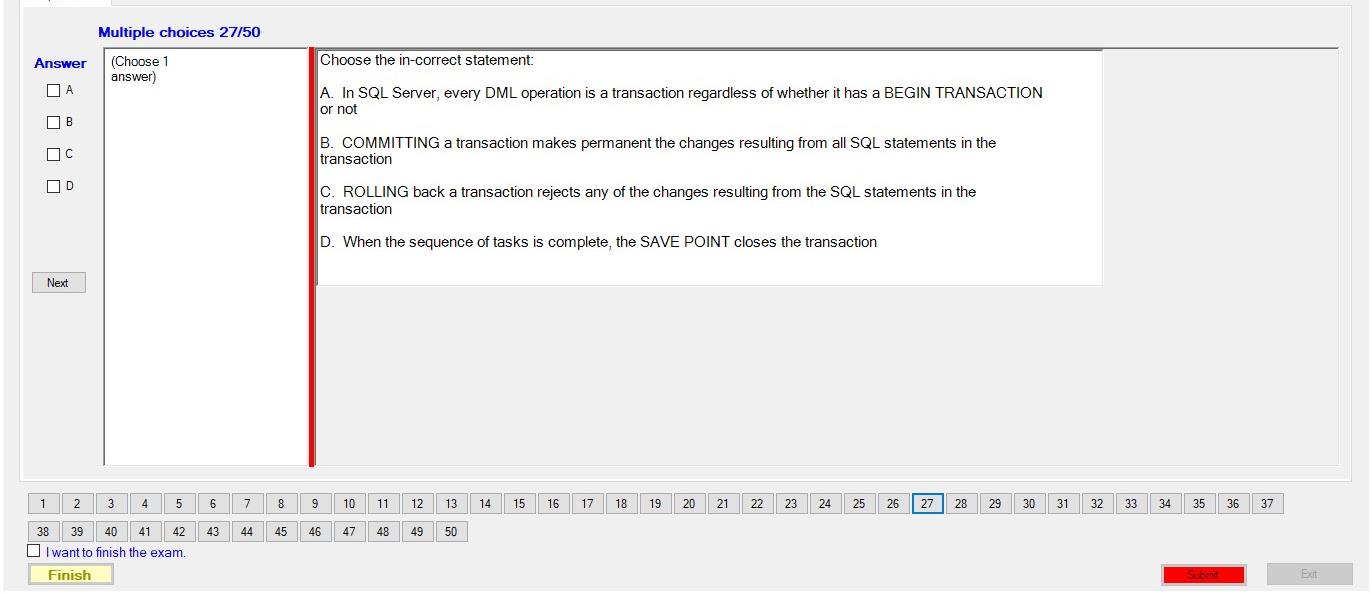 Multiple choices 27/50
Answer
(Choose 1
answer)
A
B
C
D
Next
Choose the in-correct statement:
A. In SQL Server, every DML operation is a transaction regardless of whether it has a BEGIN TRANSACTION
or not
B. COMMITTING a transaction makes permanent the changes resulting from all SQL statements in the
transaction
C. ROLLING back a transaction rejects any of the changes resulting from the SQL statements in the
transaction
D. When the sequence of tasks is complete, the SAVE POINT closes the transaction
1 2 3 4 5 6 7 8 9 10 11 12 13 14 15 16 17 18 19 20 21 22 23 24 25 26 27 28 29 30 31 32 33 34 35 36 37
38 39 40 41 42 43 44 45 46 47 48 49 50
I want to finish the exam.
Finish
Submit
Exit